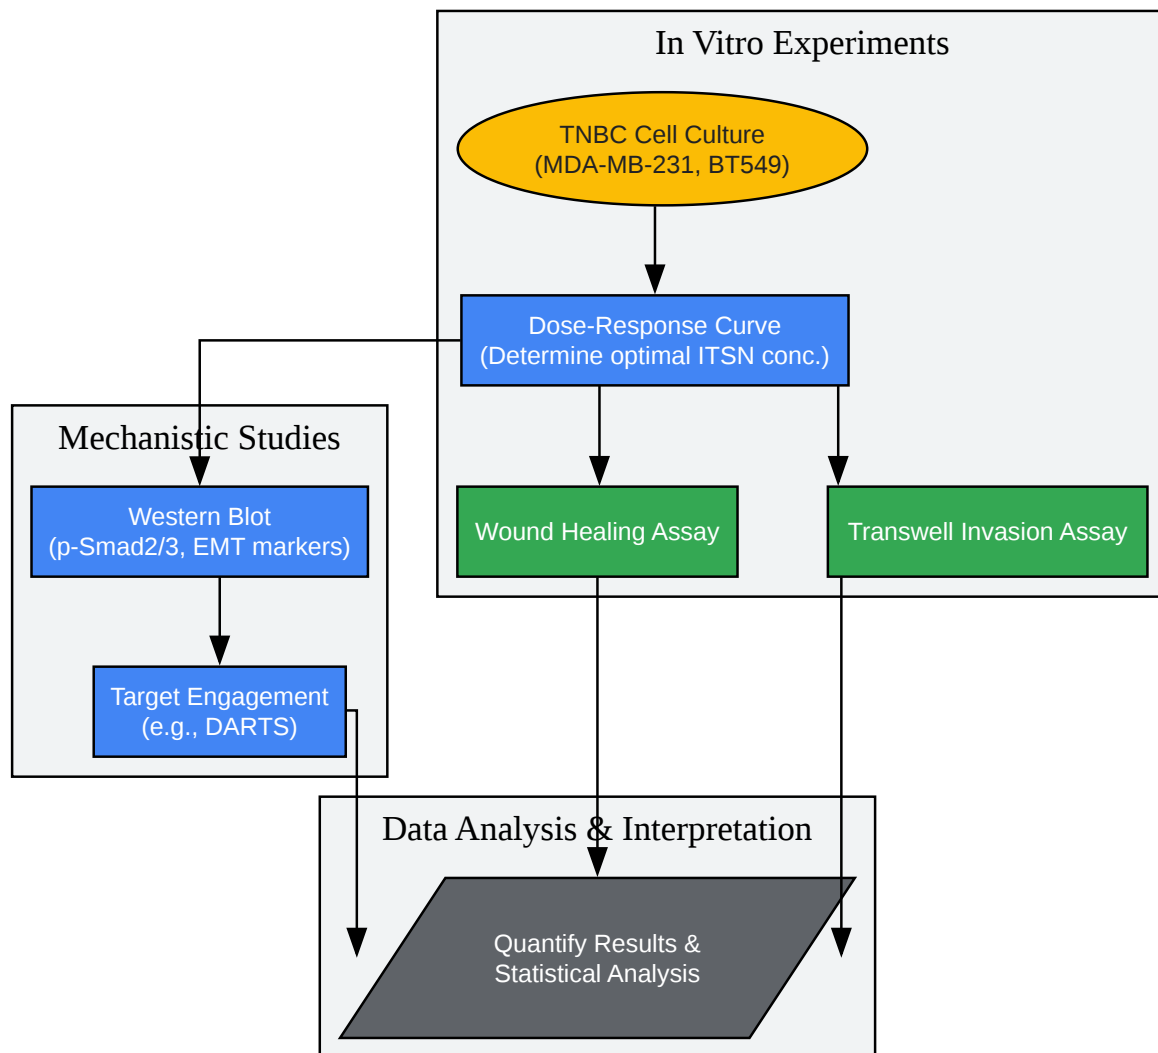 In Vitro Experiments
TNBC Cell Culture
(MDA-MB-231, BT549)
Dose-Response Curve
(Determine optimal ITSN conc.)
Mechanistic Studies
Western Blot
(p-Smad2/3, EMT markers)
Wound Healing Assay
Transwell Invasion Assay
Target Engagement
(e.g., DARTS)
Data Analysis & Interpretation
Quantify Results &
Statistical Analysis